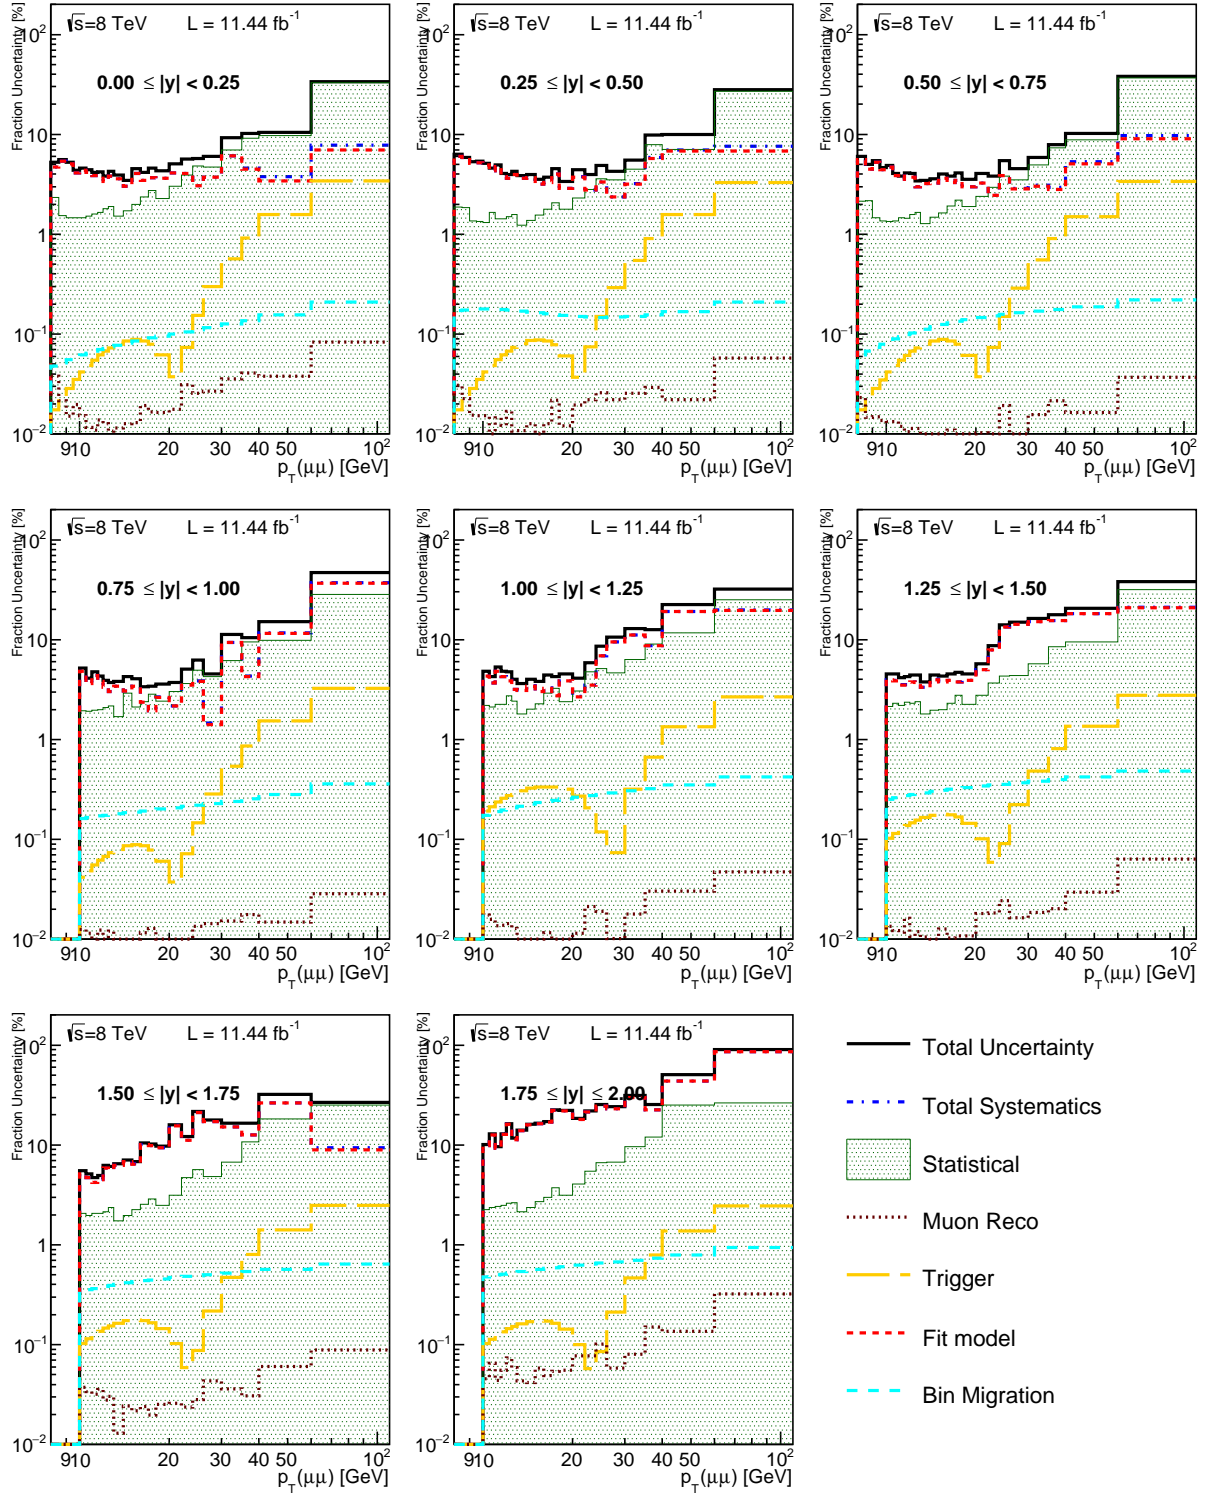 √s=8 TeV L = 11.44 fb⁻¹
0.00 ≤ |y| < 0.25
Fraction Uncertainty [%]
10²
10
1
10⁻¹
10⁻²
910 20 30 40 50 10²
p_T(μμ) [GeV]
√s=8 TeV L = 11.44 fb⁻¹
0.25 ≤ |y| < 0.50
Fraction Uncertainty [%]
10²
10
1
10⁻¹
10⁻²
910 20 30 40 50 10²
p_T(μμ) [GeV]
√s=8 TeV L = 11.44 fb⁻¹
0.50 ≤ |y| < 0.75
Fraction Uncertainty [%]
10²
10
1
10⁻¹
10⁻²
910 20 30 40 50 10²
p_T(μμ) [GeV]
√s=8 TeV L = 11.44 fb⁻¹
0.75 ≤ |y| < 1.00
Fraction Uncertainty [%]
10²
10
1
10⁻¹
10⁻²
910 20 30 40 50 10²
p_T(μμ) [GeV]
√s=8 TeV L = 11.44 fb⁻¹
1.00 ≤ |y| < 1.25
Fraction Uncertainty [%]
10²
10
1
10⁻¹
10⁻²
910 20 30 40 50 10²
p_T(μμ) [GeV]
√s=8 TeV L = 11.44 fb⁻¹
1.25 ≤ |y| < 1.50
Fraction Uncertainty [%]
10²
10
1
10⁻¹
10⁻²
910 20 30 40 50 10²
p_T(μμ) [GeV]
√s=8 TeV L = 11.44 fb⁻¹
1.50 ≤ |y| < 1.75
Fraction Uncertainty [%]
10²
10
1
10⁻¹
10⁻²
910 20 30 40 50 10²
p_T(μμ) [GeV]
√s=8 TeV L = 11.44 fb⁻¹
1.75 ≤ |y| ≤ 2.00
Fraction Uncertainty [%]
10²
10
1
10⁻¹
10⁻²
910 20 30 40 50 10²
p_T(μμ) [GeV]
Total Uncertainty
Total Systematics
Statistical
Muon Reco
Trigger
Fit model
Bin Migration